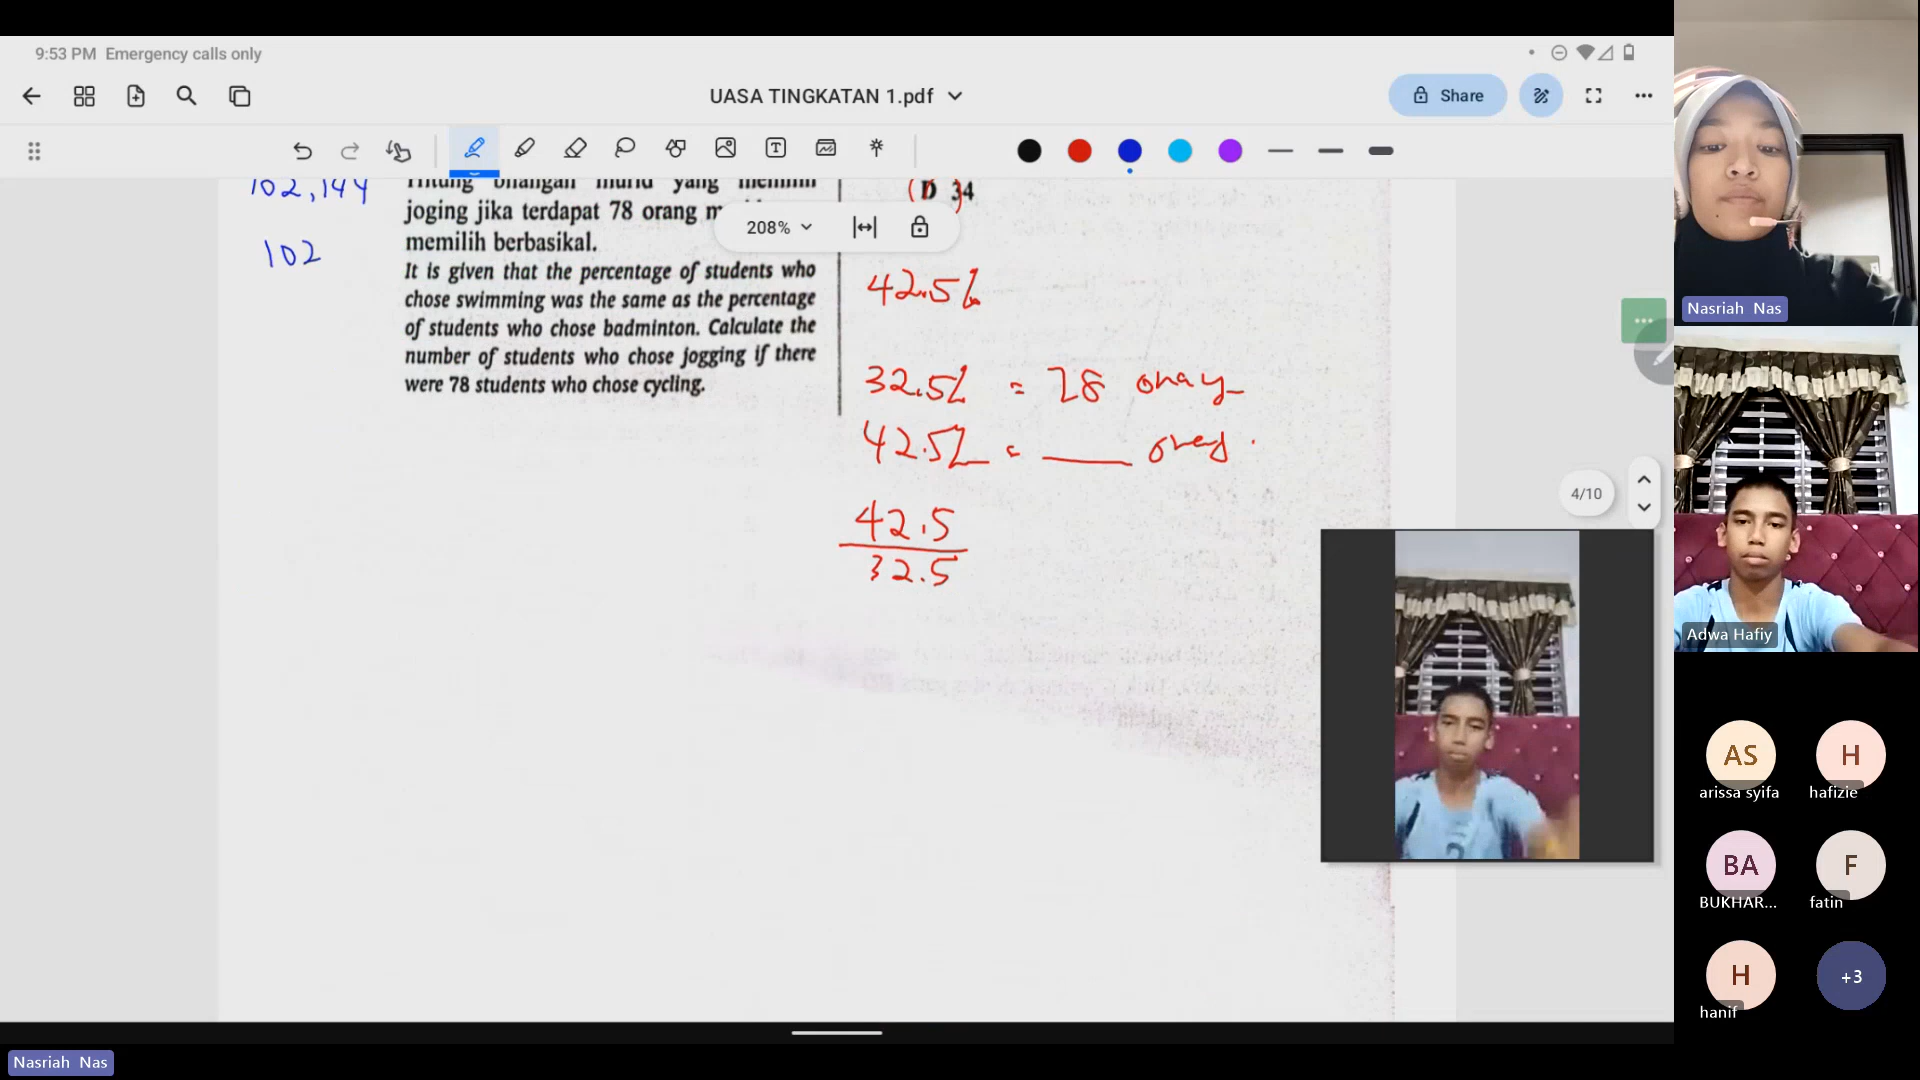 9:53 PM Emergency calls only
UASA TINGKATAN 1.pdf
Share
102,144
bilangan murid yang memilih
D 34
joging jika terdapat 78 orang
208%
memilih berbasikal.
102
It is given that the percentage of students who
chose swimming was the same as the percentage
of students who chose badminton. Calculate the
number of students who chose jogging if there
were 78 students who chose cycling.
42.5%
32.5% = 78 orang
42.5% = ___ orang.
42.5
32.5
4/10
Nasriah Nas
Adwa Hafiy
AS
arissa syifa
H
hafizie
BA
BUKHAR...
F
fatin
H
hanif
+3
Nasriah Nas